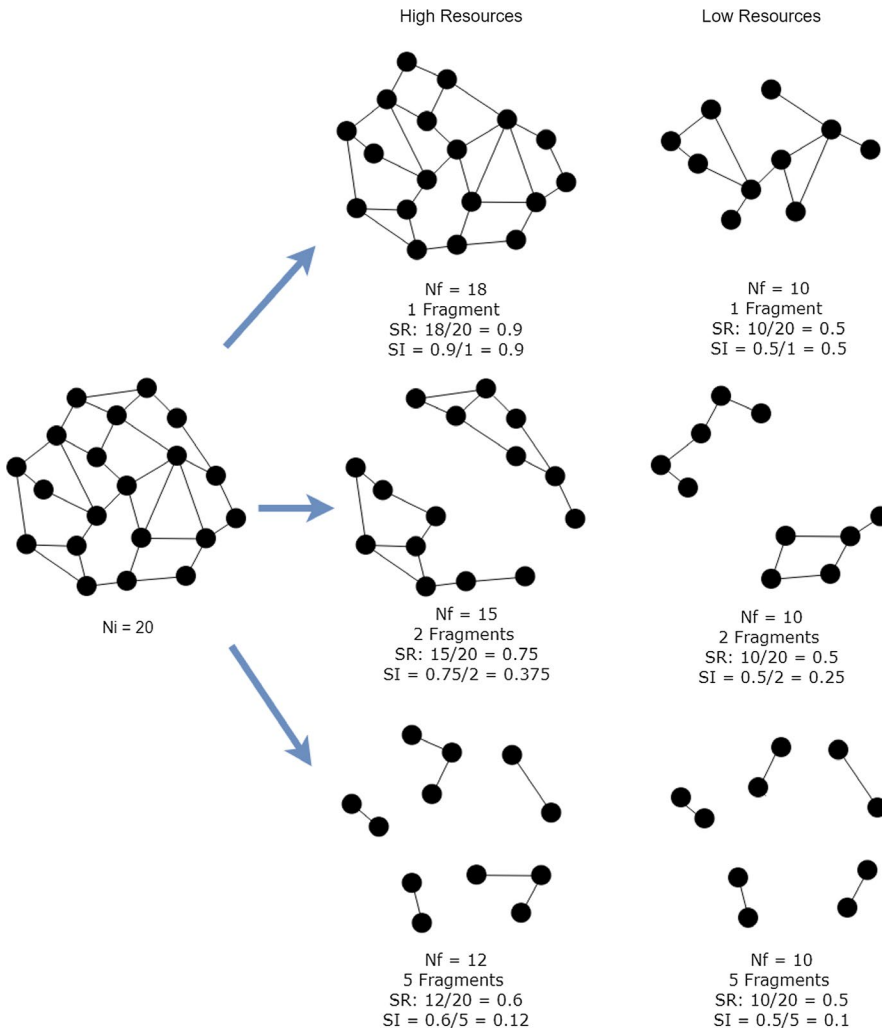 High Resources
Low Resources
Nf = 18
1 Fragment
SR: 18/20 = 0.9
SI = 0.9/1 = 0.9
Nf = 10
1 Fragment
SR: 10/20 = 0.5
SI = 0.5/1 = 0.5
Ni = 20
Nf = 15
2 Fragments
SR: 15/20 = 0.75
SI = 0.75/2 = 0.375
Nf = 10
2 Fragments
SR: 10/20 = 0.5
SI = 0.5/2 = 0.25
Nf = 12
5 Fragments
SR: 12/20 = 0.6
SI = 0.6/5 = 0.12
Nf = 10
5 Fragments
SR: 10/20 = 0.5
SI = 0.5/5 = 0.1